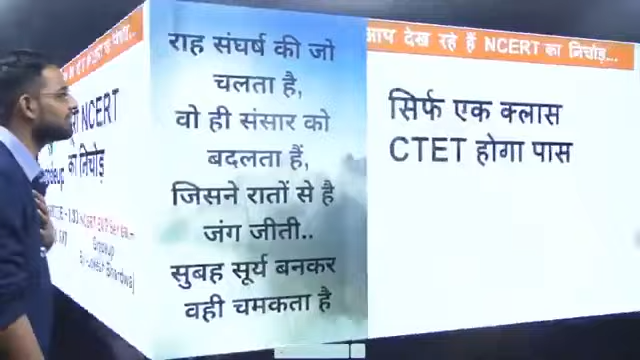 राह संघर्ष की जो
चलता है,
वो ही संसार को
बदलता हैं,
जिसने रातों से है
जंग जीती..
सुबह सूर्य बनकर
वही चमकता है
आप देख रहे हैं NCERT का निचोड़...
सिर्फ एक क्लास
CTET होगा पास
NCERT
का निचोड़